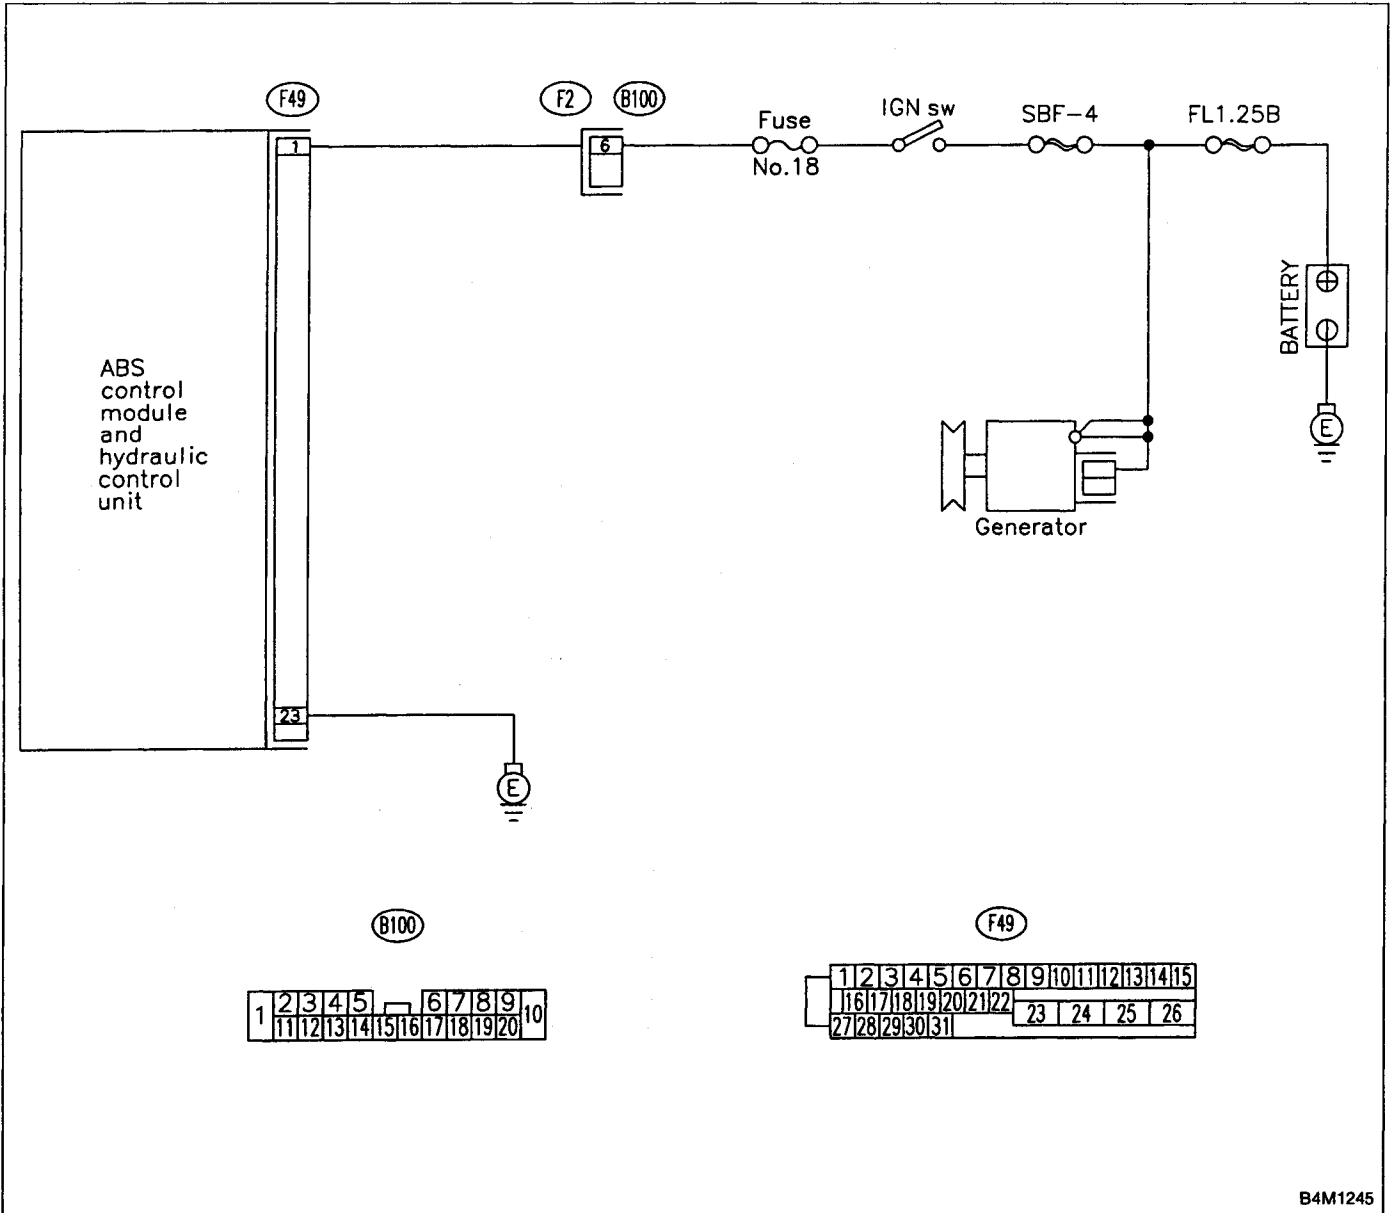 F49
F2
B100
Fuse
No.18
IGN sw
SBF-4
FL1.25B
1
6
BATTERY
E
ABS
control
module
and
hydraulic
control
unit
Generator
23
E
B100
1 2 3 4 5 6 7 8 9 10
11 12 13 14 15 16 17 18 19 20
F49
1 2 3 4 5 6 7 8 9 10 11 12 13 14 15
16 17 18 19 20 21 22
23 24 25 26
27 28 29 30 31
B4M1245